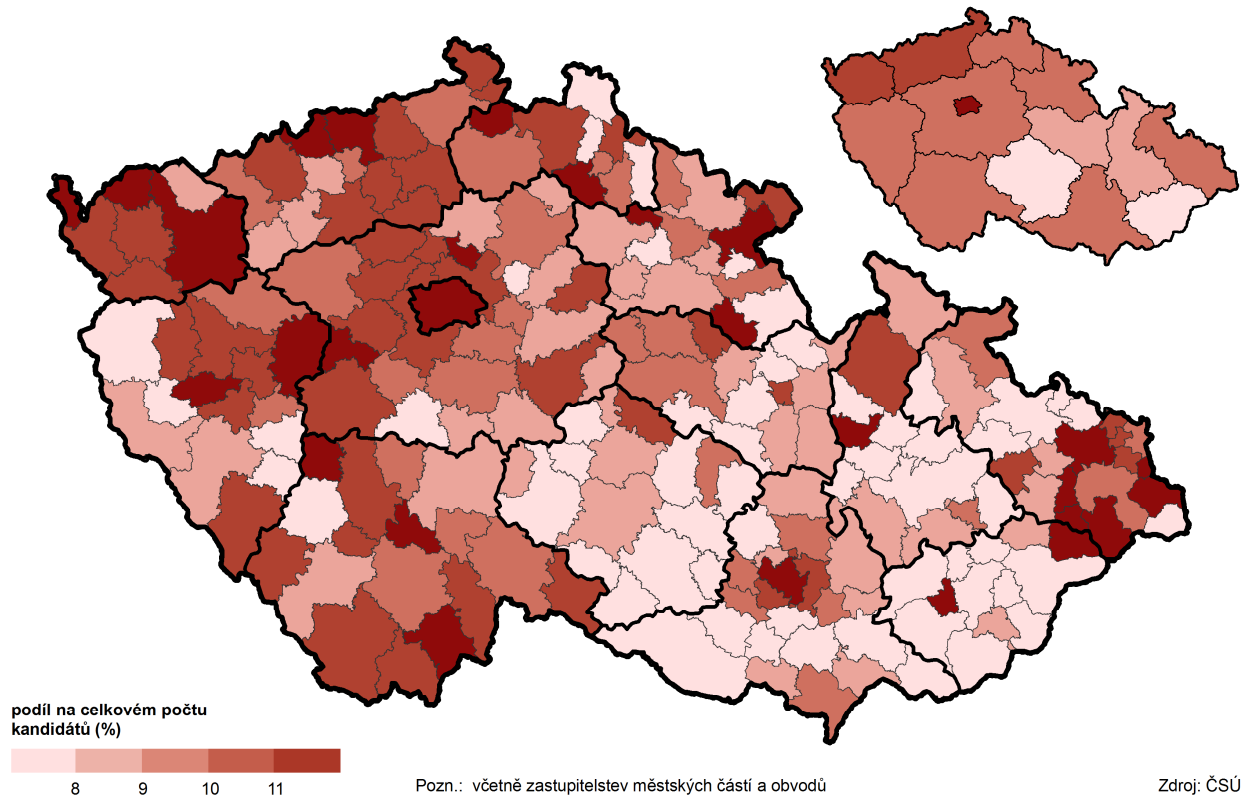 podíl na celkovém počtu
kandidátů (%)
8 9 10 11
Pozn.: včetně zastupitelstev městských částí a obvodů
Zdroj: ČSÚ